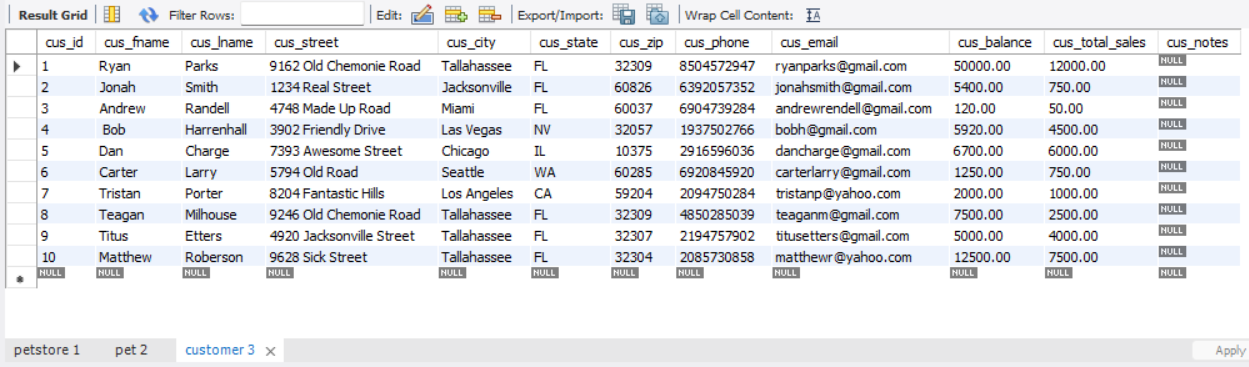 Result Grid Filter Rows: Edit: Export/Import: Wrap Cell Content: IA
cus_id cus_fname cus_lname cus_street cus_city cus_state cus_zip cus_phone cus_email cus_balance cus_total_sales cus_notes
1 Ryan Parks 9162 Old Chemonie Road Tallahassee FL 32309 8504572947 ryanparks@gmail.com 50000.00 12000.00 NULL
2 Jonah Smith 1234 Real Street Jacksonville FL 60826 6392057352 jonahsmith@gmail.com 5400.00 750.00 NULL
3 Andrew Randell 4748 Made Up Road Miami FL 60037 6904739284 andrewrendell@gmail.com 120.00 50.00 NULL
4 Bob Harrenhall 3902 Friendly Drive Las Vegas NV 32057 1937502766 bobh@gmail.com 5920.00 4500.00 NULL
5 Dan Charge 7393 Awesome Street Chicago IL 10375 2916596036 dancharge@gmail.com 6700.00 6000.00 NULL
6 Carter Larry 5794 Old Road Seattle WA 60285 6920845920 carterlarry@gmail.com 1250.00 750.00 NULL
7 Tristan Porter 8204 Fantastic Hills Los Angeles CA 59204 2094750284 tristanp@yahoo.com 2000.00 1000.00 NULL
8 Teagan Milhouse 9246 Old Chemonie Road Tallahassee FL 32309 4850285039 teaganm@gmail.com 7500.00 2500.00 NULL
9 Titus Etters 4920 Jacksonville Street Tallahassee FL 32307 2194757902 titusetters@gmail.com 5000.00 4000.00 NULL
10 Matthew Roberson 9628 Sick Street Tallahassee FL 32304 2085730858 matthewr@yahoo.com 12500.00 7500.00 NULL
NULL NULL NULL NULL NULL NULL NULL NULL NULL NULL NULL NULL
petstore 1 pet 2 customer 3 Apply